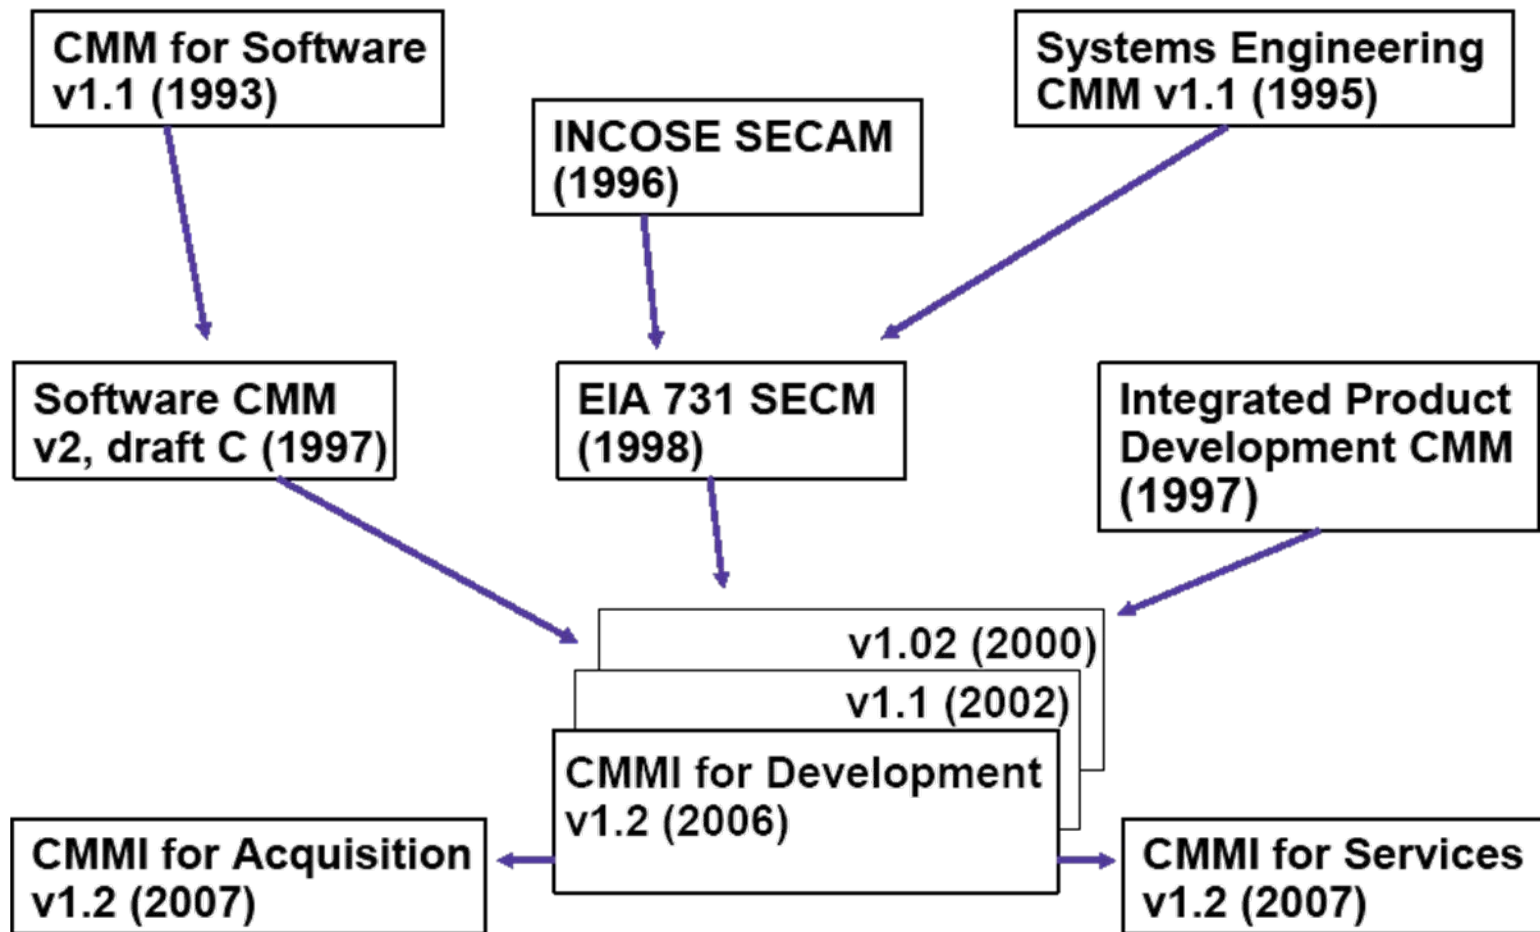 CMM for Software
v1.1 (1993)
INCOSE SECAM
(1996)
Systems Engineering
CMM v1.1 (1995)
Software CMM
v2, draft C (1997)
EIA 731 SECM
(1998)
Integrated Product
Development CMM
(1997)
v1.02 (2000)
v1.1 (2002)
CMMI for Development
v1.2 (2006)
CMMI for Acquisition
v1.2 (2007)
CMMI for Services
v1.2 (2007)